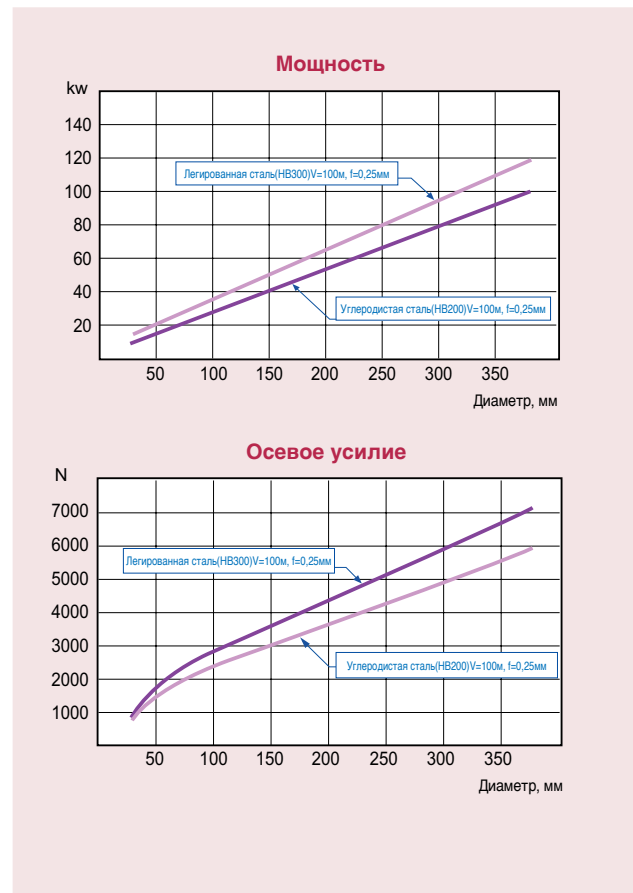 Мощность
kw
140
120
100
80
60
40
20
Легированная сталь(HB300)V=100м, f=0,25мм
Углеродистая сталь(HB200)V=100м, f=0,25мм
50 100 150 200 250 300 350
Диаметр, мм
Осевое усилие
N
7000
6000
5000
4000
3000
2000
1000
Легированная сталь(HB300)V=100м, f=0,25мм
Углеродистая сталь(HB200)V=100м, f=0,25мм
50 100 150 200 250 300 350
Диаметр, мм